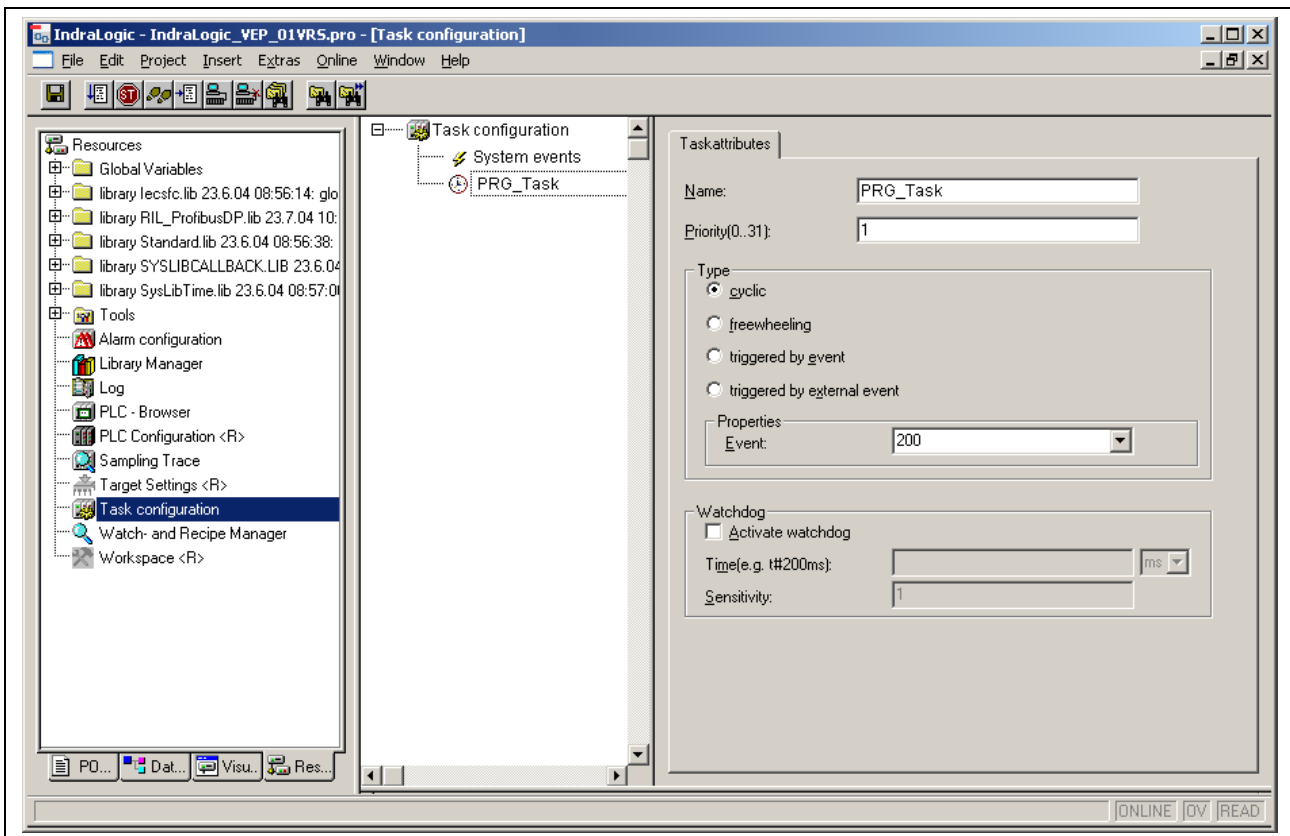 IndraLogic - IndraLogic_VEP_01VRS.pro - [Task configuration]
File Edit Project Insert Extras Online Window Help
Resources
Global Variables
library Iecsfc.lib 23.6.04 08:56:14: glo
library RIL_ProfibusDP.lib 23.7.04 10:
library Standard.lib 23.6.04 08:56:38:
library SYSLIBCALLBACK.LIB 23.6.04
library SysLibTime.lib 23.6.04 08:57:0
Tools
Alarm configuration
Library Manager
Log
PLC - Browser
PLC Configuration <R>
Sampling Trace
Target Settings <R>
Task configuration
Watch- and Recipe Manager
Workspace <R>
PO... Dat... Visu.. Res...
Task configuration
System events
PRG_Task
Taskattributes
Name: PRG_Task
Priority(0..31): 1
Type
cyclic
freewheeling
triggered by event
triggered by external event
Properties
Event: 200
Watchdog
Activate watchdog
Time(e.g. t#200ms): ms
Sensitivity: 1
ONLINE OV READ